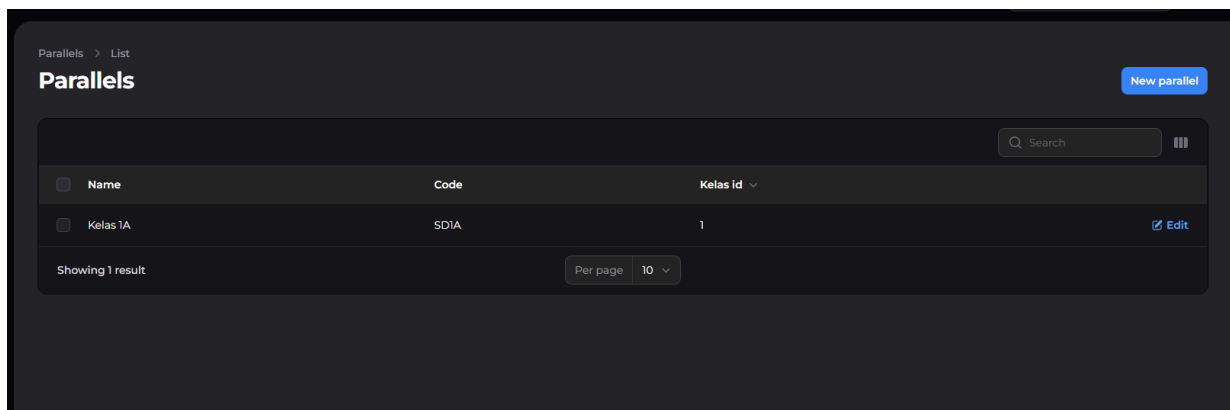 Parallels > List
Parallels
New parallel
Search
Name Code Kelas id
Kelas 1A SD1A 1 Edit
Showing 1 result Per page 10